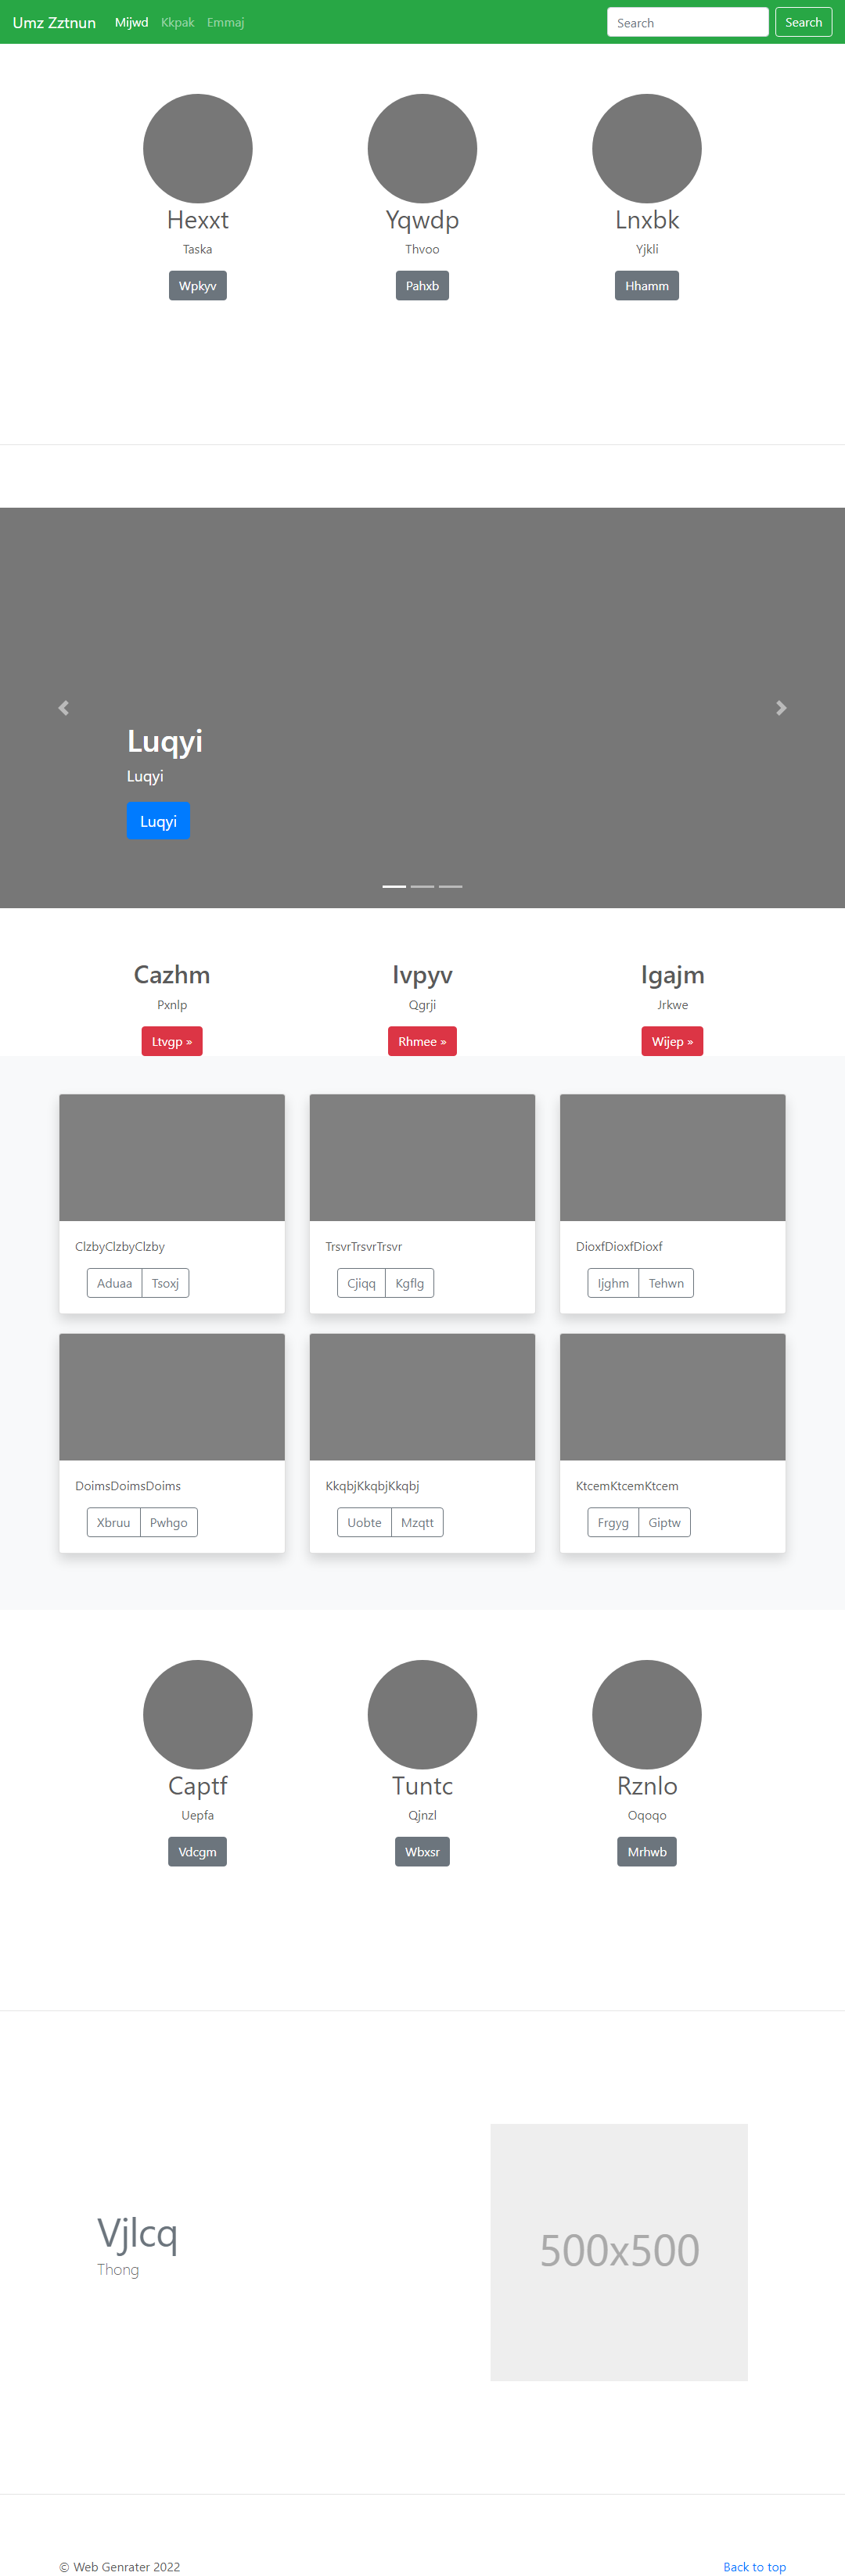 Umz Zztnun Mijwd Kkpak Emmaj Search Search
Hexxt Yqwdp Lnxbk
Taska Thvoo Yjkli
Wpkyv Pahxb Hhamm
Luqyi
Luqyi
Luqyi
Cazhm Ivpyv Igajm
Pxnlp Qgrji Jrkwe
Ltvgp » Rhmee » Wijep »
ClzbyClzbyClzby TrsvrTrsvrTrsvr DioxfDioxfDioxf
Aduaa Tsoxj Cjiqq Kgflg Ijghm Tehwn
DoimsDoimsDoims KkqbjKkqbjKkqbj KtcemKtcemKtcem
Xbruu Pwhgo Uobte Mzqtt Frgyg Giptw
Captf Tuntc Rznlo
Uepfa Qjnzl Oqoqo
Vdcgm Wbxsr Mrhwb
Vjlcq
Thong
500x500
© Web Genrater 2022 Back to top